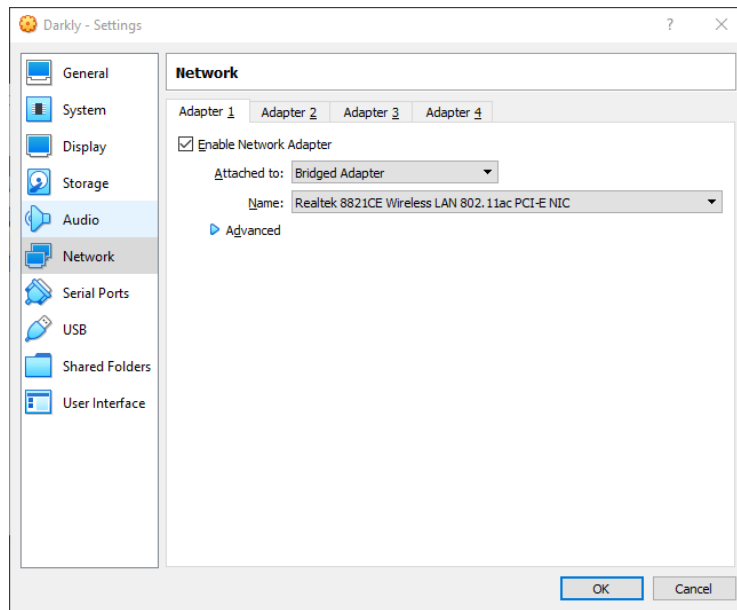 Darkly - Settings ? ×
General
System
Display
Storage
Audio
Network
Serial Ports
USB
Shared Folders
User Interface
Network
Adapter 1 Adapter 2 Adapter 3 Adapter 4
Enable Network Adapter
Attached to: Bridged Adapter
Name: Realtek 8821CE Wireless LAN 802.11ac PCI-E NIC
Advanced
OK Cancel